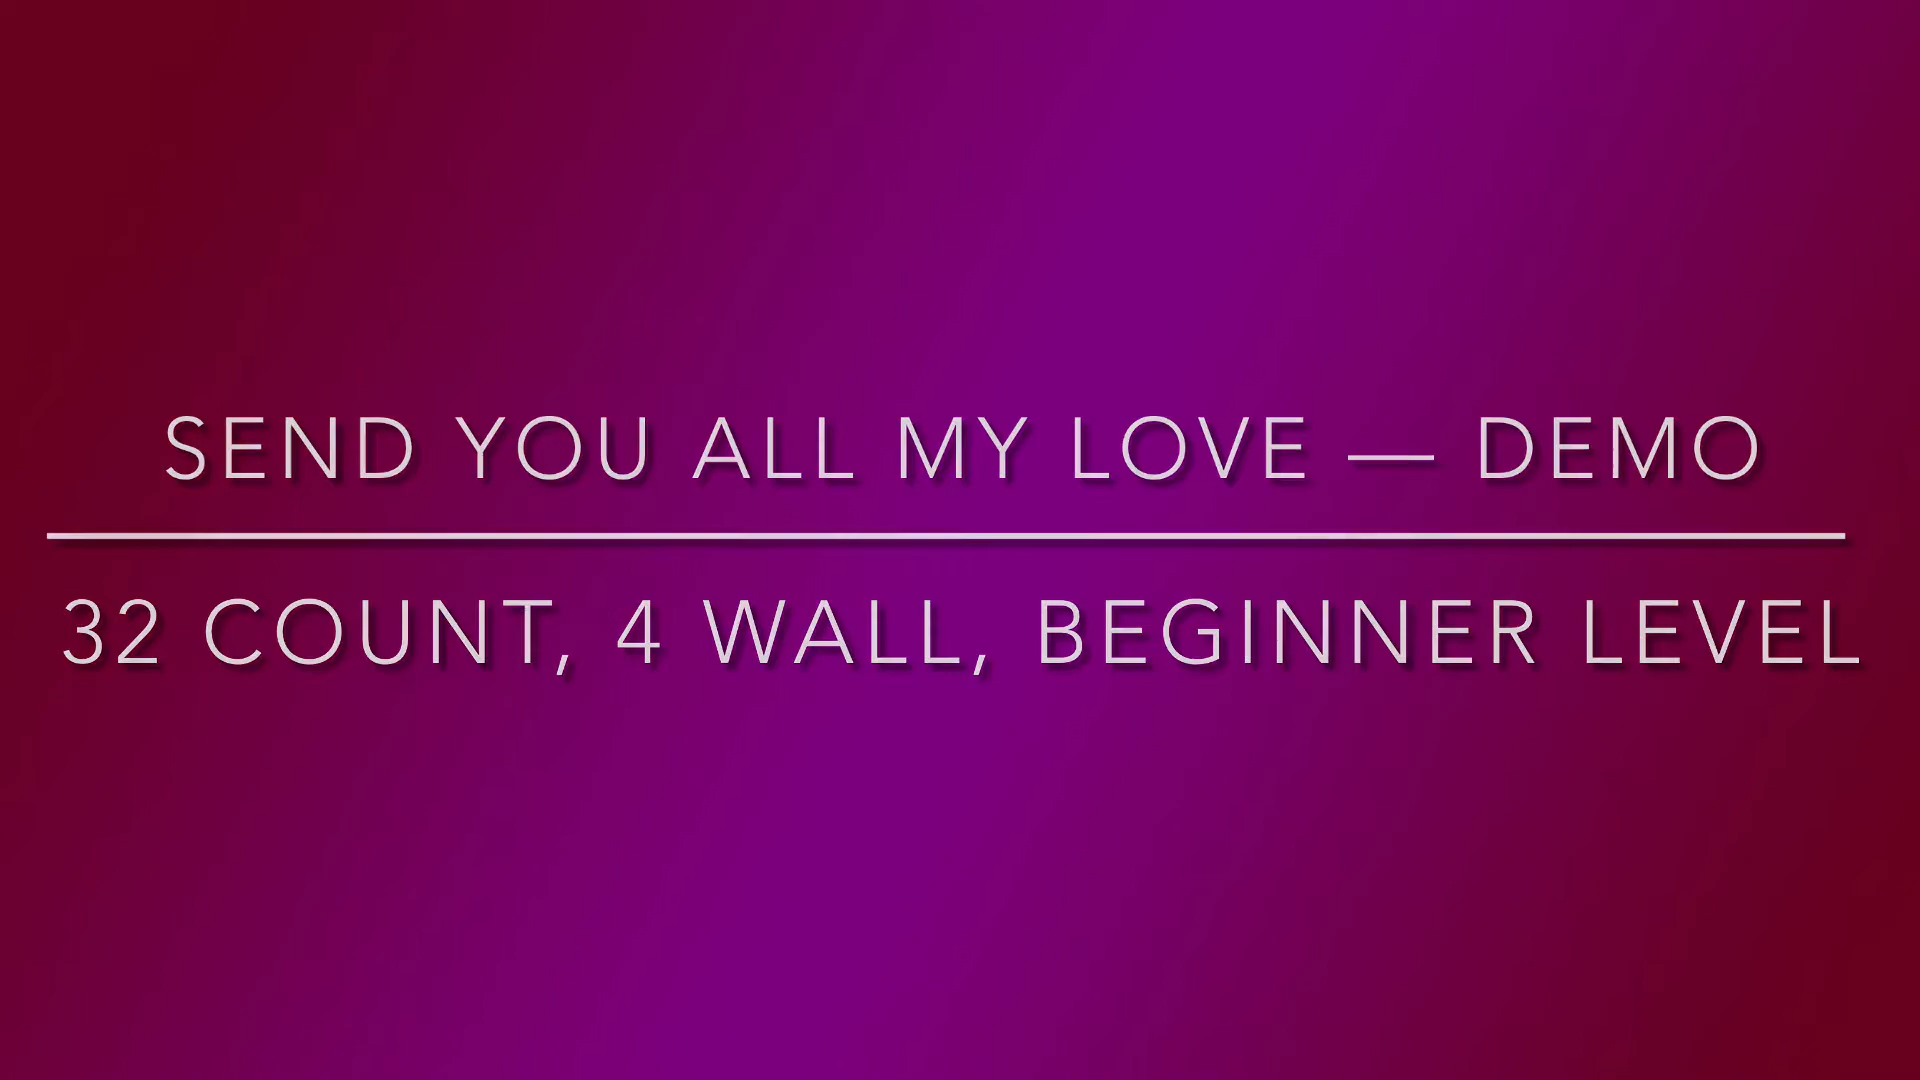 SEND YOU ALL MY LOVE — DEMO
32 COUNT, 4 WALL, BEGINNER LEVEL